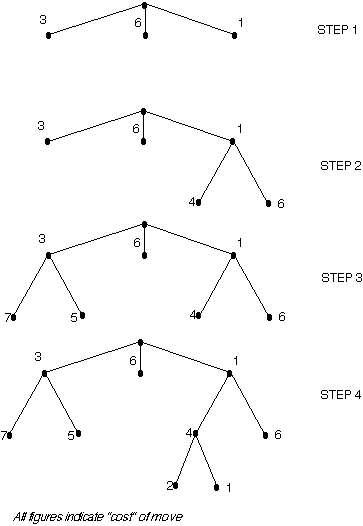 3 6 1
STEP 1
3 6 1
STEP 2
4 6
3 6 1
STEP 3
7 5 4 6
3 6 1
STEP 4
7 5 4 6
2 1
All figures indicate "cost" of move